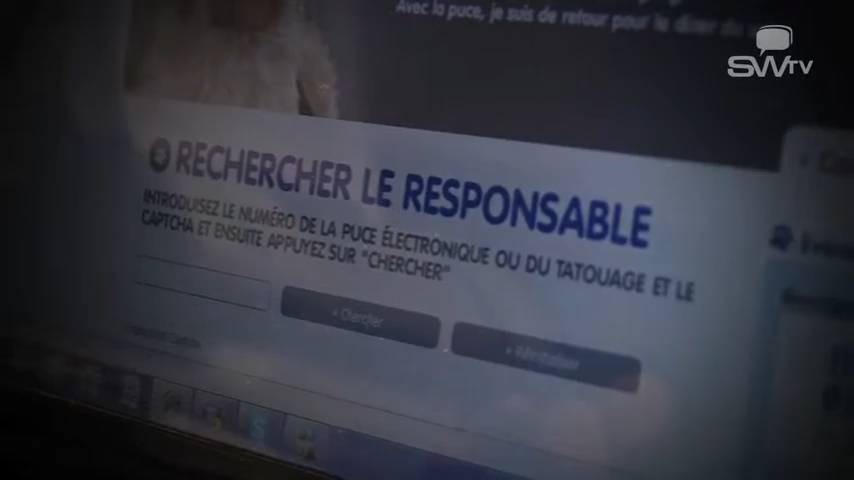 Avec la puce, je suis de retour pour le dîner du
SWTV
RECHERCHER LE RESPONSABLE
INTRODUISEZ LE NUMÉRO DE LA PUCE ÉLECTRONIQUE OU DU TATOUAGE ET LE
CAPTCHA ET ENSUITE APPUYEZ SUR "CHERCHER"
› Chercher